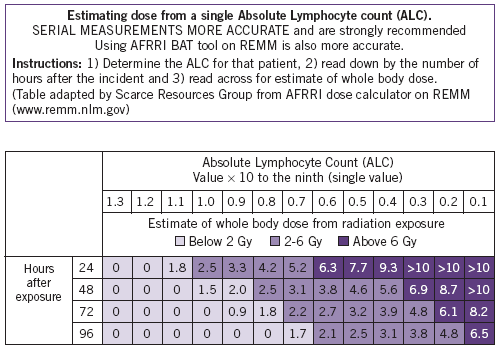 Estimating dose from a single Absolute Lymphocyte count (ALC).
SERIAL MEASUREMENTS MORE ACCURATE and are strongly recommended
Using AFRRI BAT tool on REMM is also more accurate.
Instructions: 1) Determine the ALC for that patient, 2) read down by the number of
hours after the incident and 3) read across for estimate of whole body dose.
(Table adapted by Scarce Resources Group from AFRRI dose calculator on REMM
(www.remm.nlm.gov)
Absolute Lymphocyte Count (ALC)
Value × 10 to the ninth (single value)
1.3 1.2 1.1 1.0 0.9 0.8 0.7 0.6 0.5 0.4 0.3 0.2 0.1
Estimate of whole body dose from radiation exposure
Below 2 Gy 2-6 Gy Above 6 Gy
Hours after exposure
24 0 0 1.8 2.5 3.3 4.2 5.2 6.3 7.7 9.3 >10 >10 >10
48 0 0 0 1.5 2.0 2.5 3.1 3.8 4.6 5.6 6.9 8.7 >10
72 0 0 0 0 0.9 1.8 2.2 2.7 3.2 3.9 4.8 6.1 8.2
96 0 0 0 0 0 0 1.7 2.1 2.5 3.1 3.8 4.8 6.5